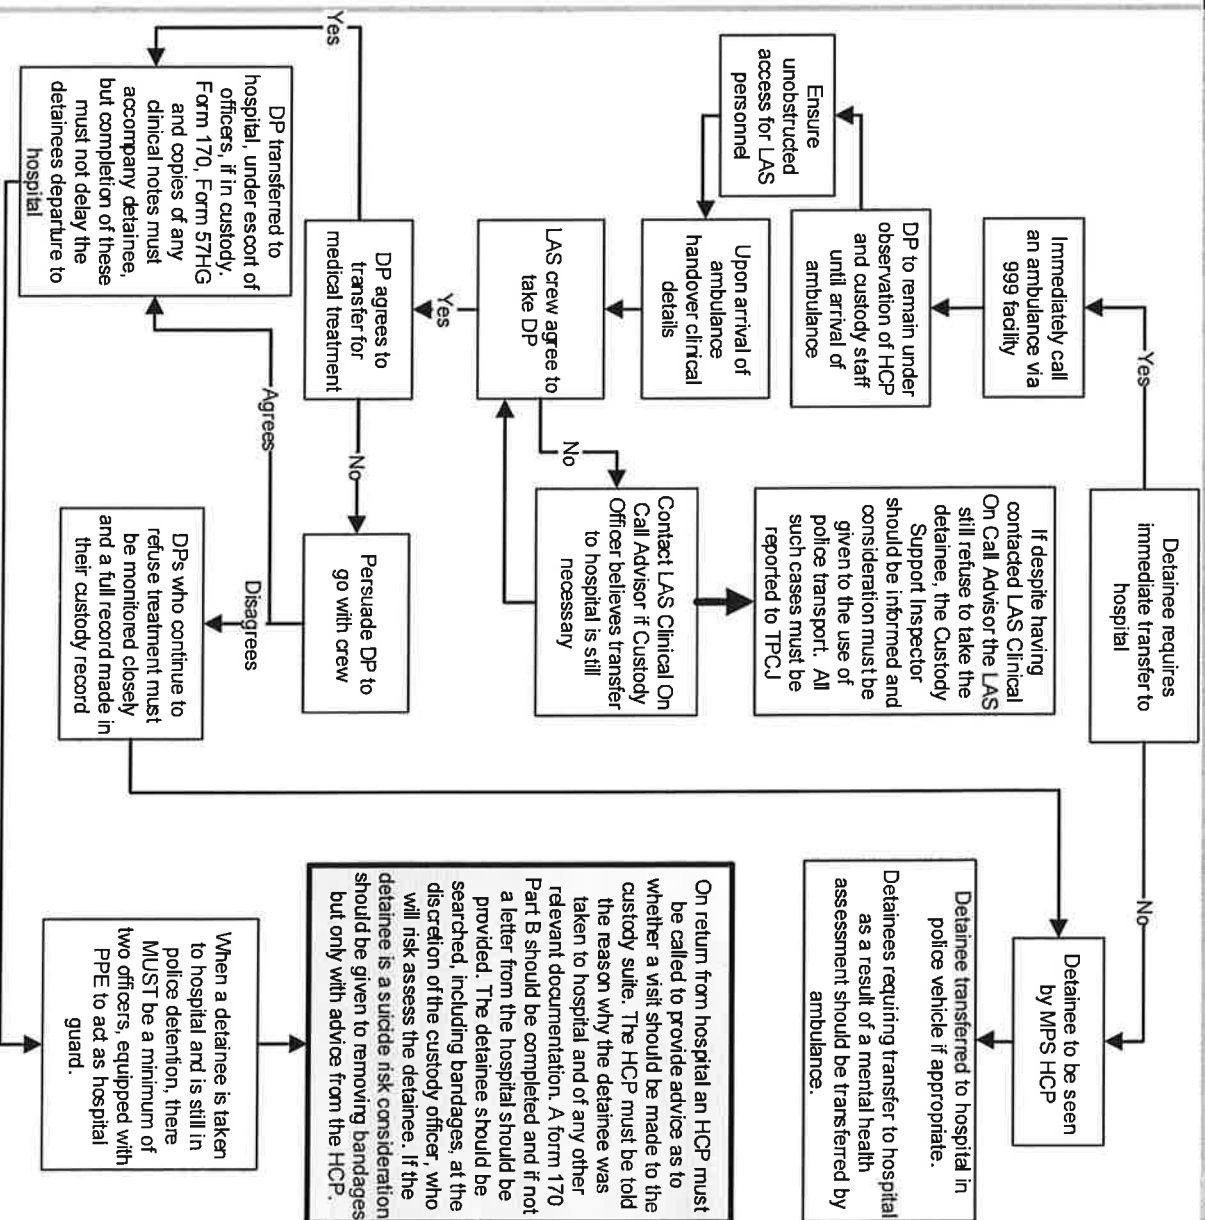 Detainee requires
immediate transfer to
hospital
Yes
No
Immediately call
an ambulance via
999 facility
DP to remain under
observation of HCP
and custody staff
until arrival of
ambulance
Ensure
unobstructed
access for LAS
personnel
Upon arrival of
ambulance
handover clinical
details
LAS crew agree to
take DP
No
Yes
Contact LAS Clinical On
Call Advisor if Custody
Officer believes transfer
to hospital is still
necessary
If despite having
contacted LAS Clinical
On Call Advisor the LAS
still refuse to take the
detainee, the Custody
Support Inspector
should be informed and
consideration must be
given to the use of
police transport. All
such cases must be
reported to TPCJ
DP agrees to
transfer for
medical treatment
Yes
No
Persuade DP to
go with crew
Agrees
Disagrees
DP transferred to
hospital, under escort of
officers, if in custody.
Form 170, Form 57HG
and copies of any
clinical notes must
accompany detainee,
but completion of these
must not delay the
detainees departure to
hospital
DPs who continue to
refuse treatment must
be monitored closely
and a full record made in
their custody record
Detainee to be seen
by MPS HCP
Detainee transferred to hospital in
police vehicle if appropriate.
Detainees requiring transfer to hospital
as a result of a mental health
assessment should be transferred by
ambulance.
On return from hospital an HCP must
be called to provide advice as to
whether a visit should be made to the
custody suite. The HCP must be told
the reason why the detainee was
taken to hospital and of any other
relevant documentation. A form 170
Part B should be completed and if not
a letter from the hospital should be
provided. The detainee should be
searched, including bandages, at the
discretion of the custody officer, who
will risk assess the detainee. If the
detainee is a suicide risk consideration
should be given to removing bandages
but only with advice from the HCP.
When a detainee is taken
to hospital and is still in
police detention, there
MUST be a minimum of
two officers, equipped with
PPE to act as hospital
guard.